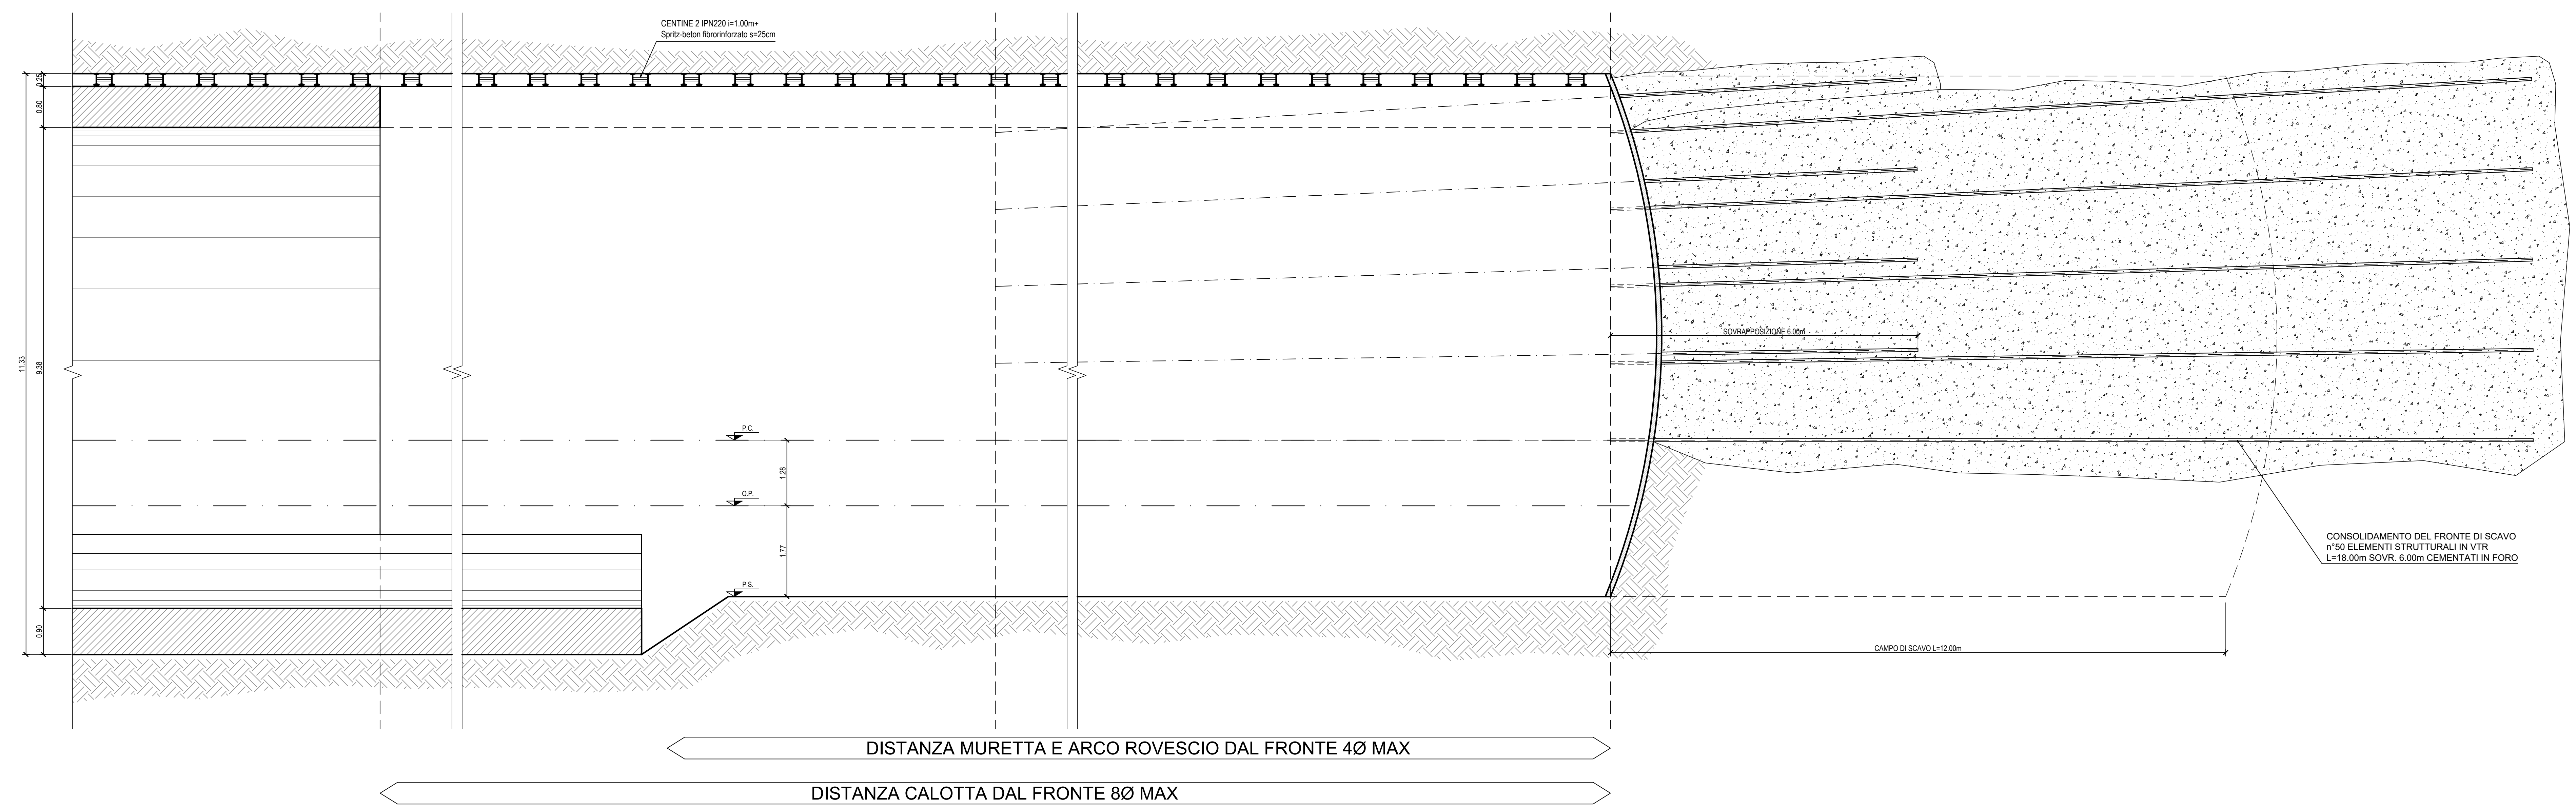 CENTINE 2 IPN220 i=1.00m+
Spritz-beton fibrorinforzato s=25cm
0.25
0.80
11.33
9.38
0.90
SOVRAPPOSIZIONE 6.00m
P.C.
1.28
Q.P.
1.77
P.S.
CONSOLIDAMENTO DEL FRONTE DI SCAVO
n°50 ELEMENTI STRUTTURALI IN VTR
L=18.00m SOVR. 6.00m CEMENTATI IN FORO
CAMPO DI SCAVO L=12.00m
DISTANZA MURETTA E ARCO ROVESCIO DAL FRONTE 4Ø MAX
DISTANZA CALOTTA DAL FRONTE 8Ø MAX